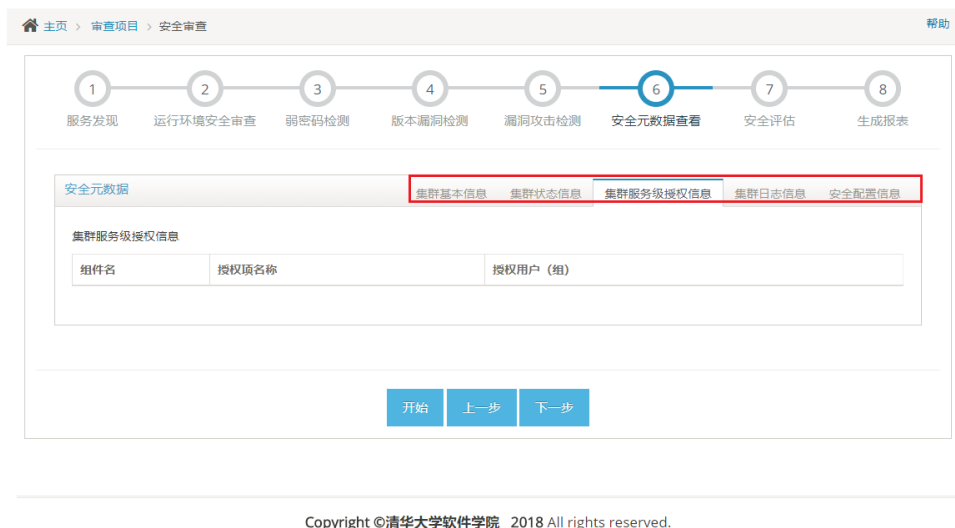 主页 > 审查项目 > 安全审查 帮助
1 2 3 4 5 6 7 8
服务发现 运行环境安全审查 弱密码检测 版本漏洞检测 漏洞攻击检测 安全元数据查看 安全评估 生成报表
安全元数据 集群基本信息 集群状态信息 集群服务级授权信息 集群日志信息 安全配置信息
集群服务级授权信息
组件名 授权项名称 授权用户（组）
开始 上一步 下一步
Copyright ©清华大学软件学院 2018 All rights reserved.